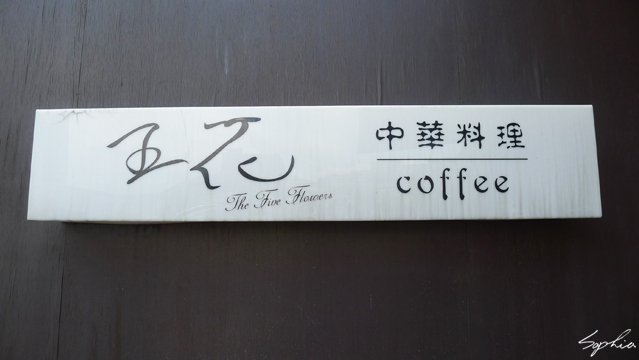 五花
The Five Flowers
中華料理
coffee
Sophia